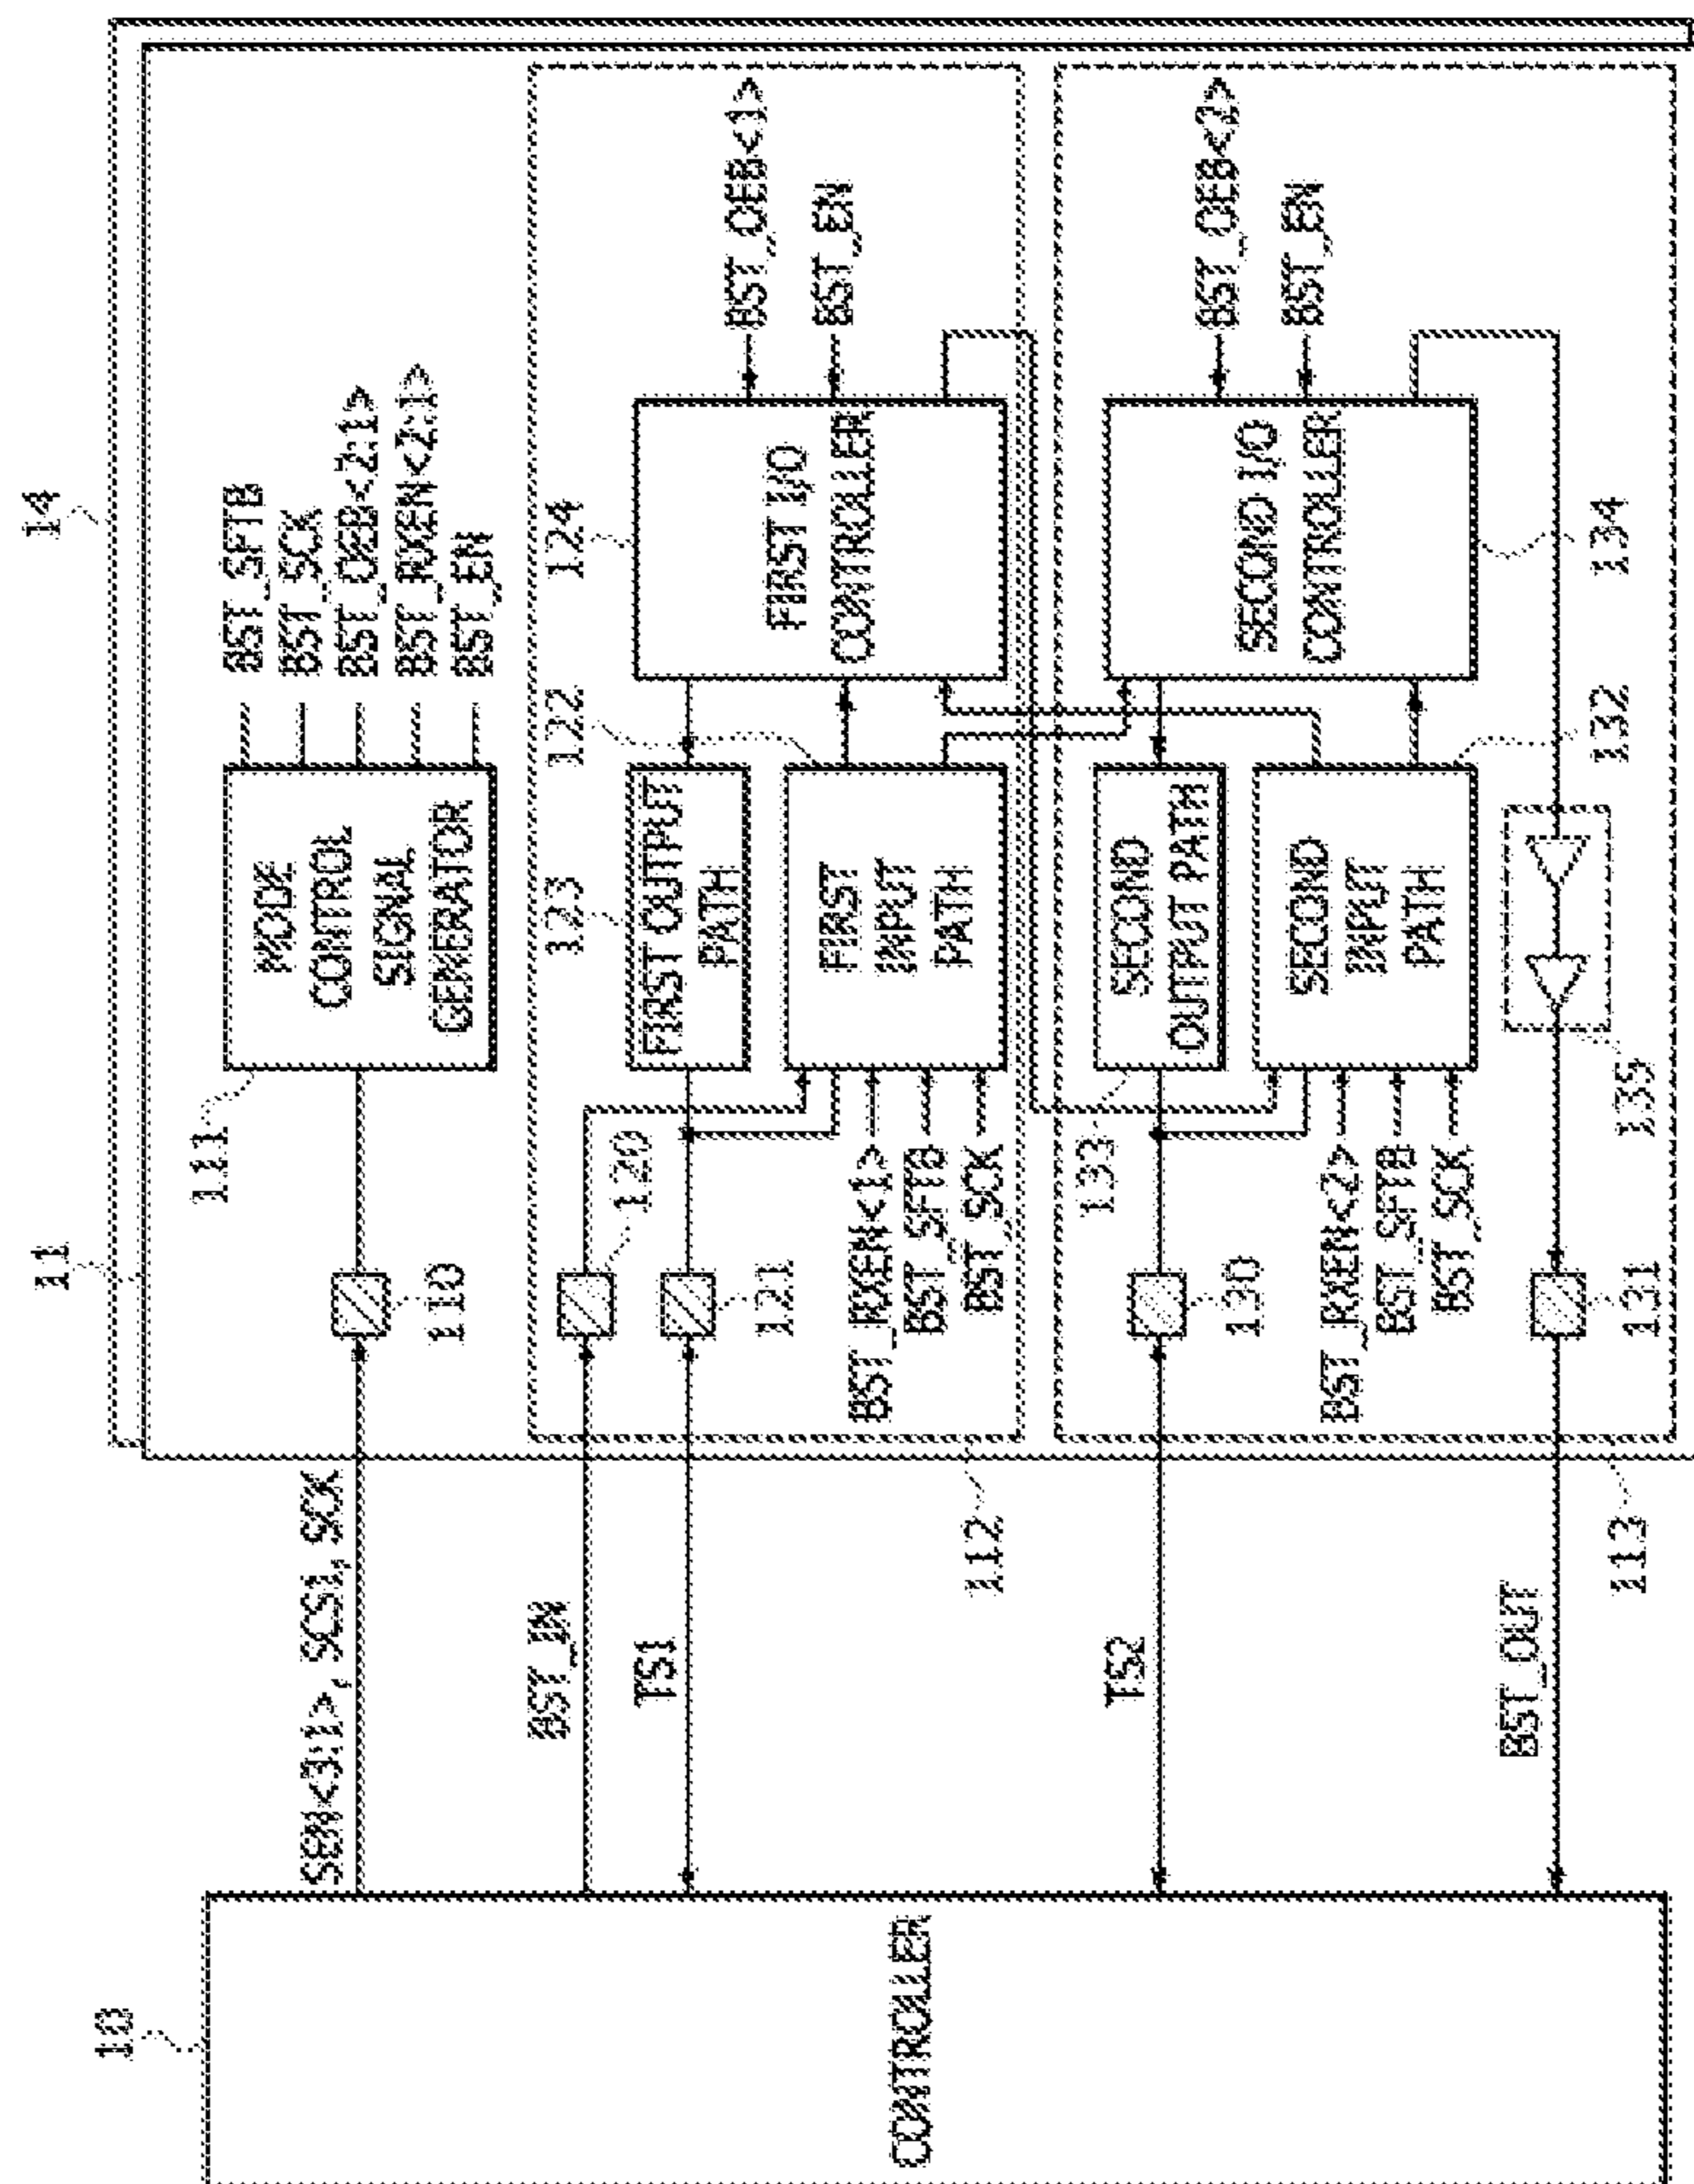 10
CONTROLLER
SEN<3:1>, SCSI, SCK
BST_IN
TS1
TS2
BST_OUT
14
11
110
111
MODE
CONTROL
SIGNAL
GENERATOR
BST_SFTB
BST_SCK
BST_OEB<2:1>
BST_RXEN<2:1>
BST_EN
112
120
121
123
FIRST OUTPUT
PATH
122
FIRST
INPUT
PATH
BST_RXEN<1>
BST_SFTB
BST_SCK
124
FIRST I/O
CONTROLLER
BST_OEB<1>
BST_EN
113
130
131
133
SECOND
OUTPUT PATH
132
SECOND
INPUT
PATH
BST_RXEN<2>
BST_SFTB
BST_SCK
134
SECOND I/O
CONTROLLER
BST_OEB<2>
BST_EN
135